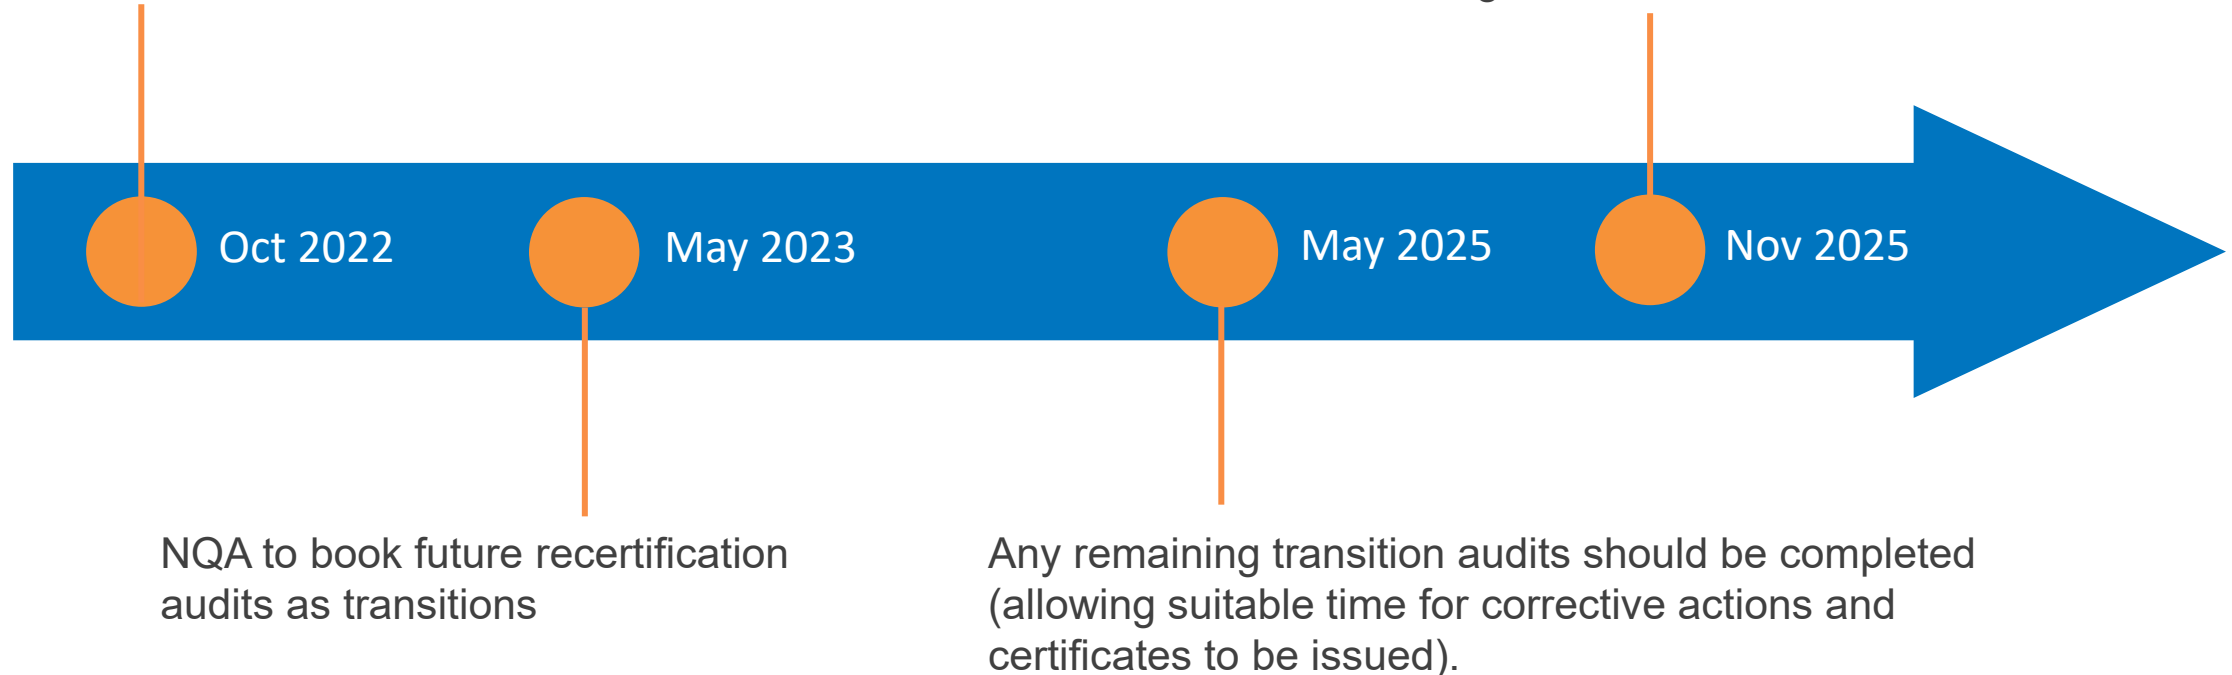 Oct 2022
May 2023
May 2025
Nov 2025
NQA to book future recertification
audits as transitions
Any remaining transition audits should be completed
(allowing suitable time for corrective actions and
certificates to be issued).